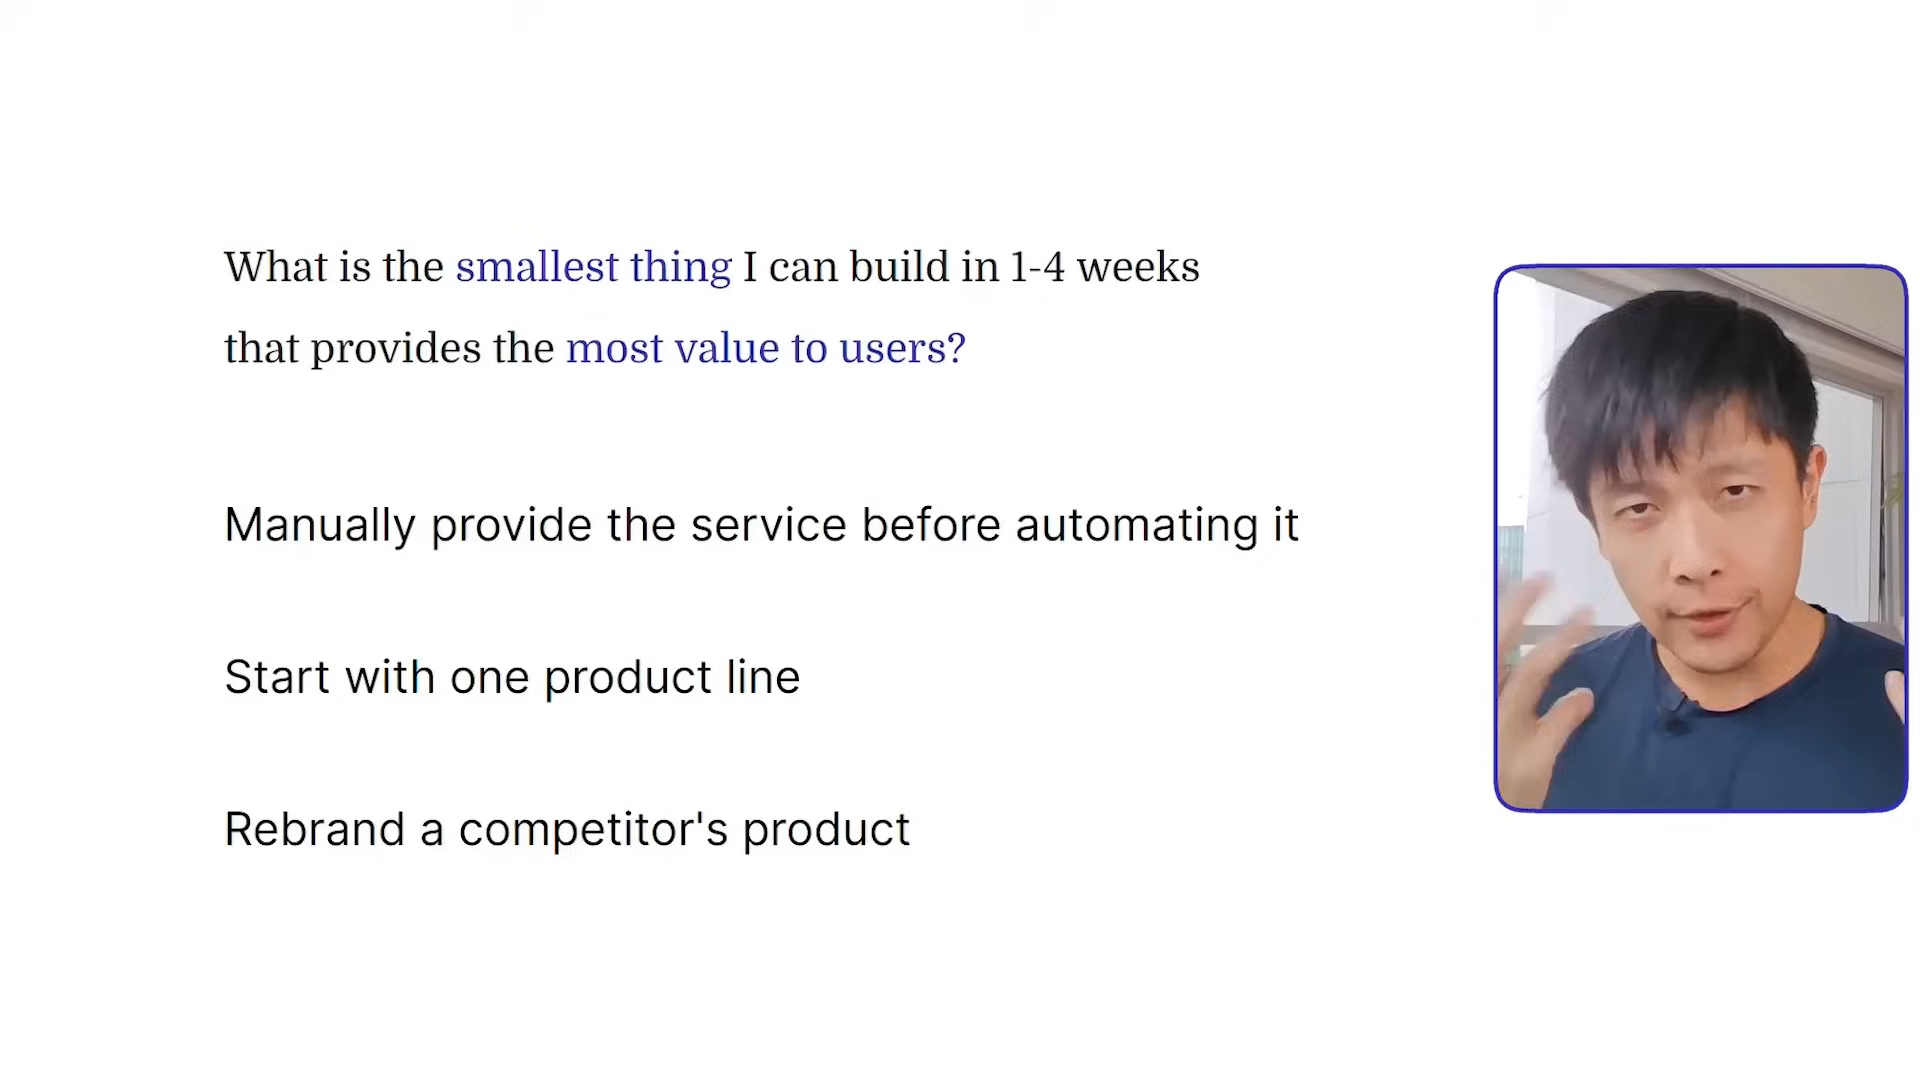 What is the smallest thing I can build in 1-4 weeks
that provides the most value to users?
Manually provide the service before automating it
Start with one product line
Rebrand a competitor's product